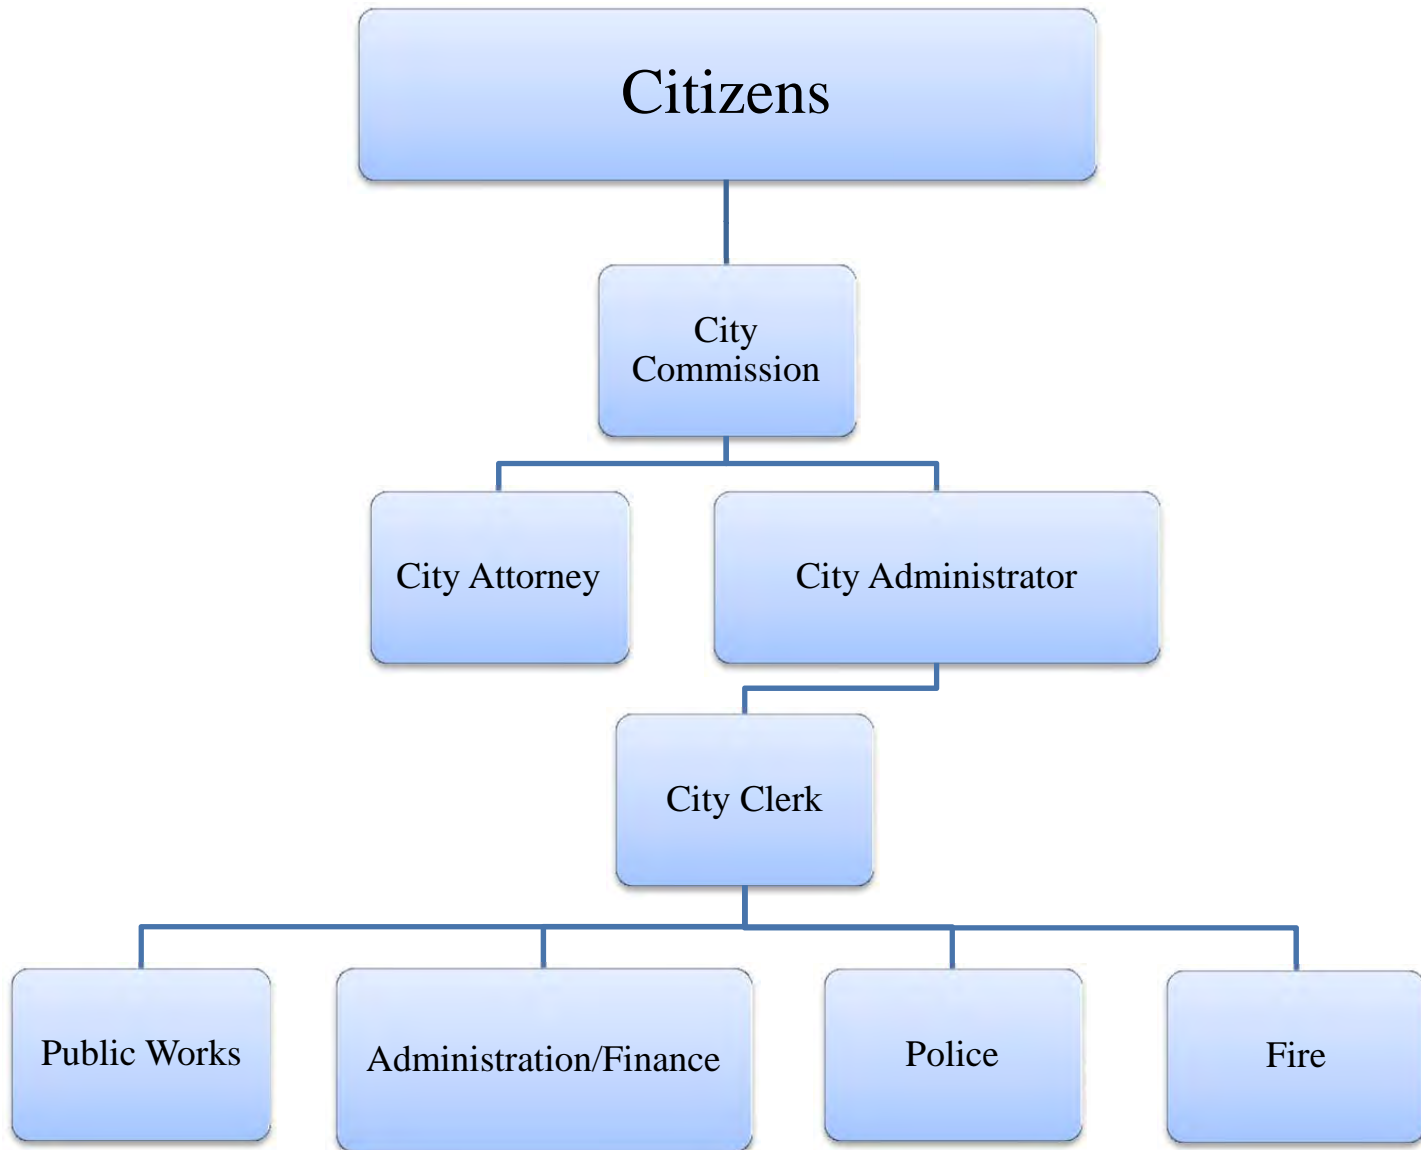 Citizens
City
Commission
City Attorney
City Administrator
City Clerk
Public Works
Administration/Finance
Police
Fire